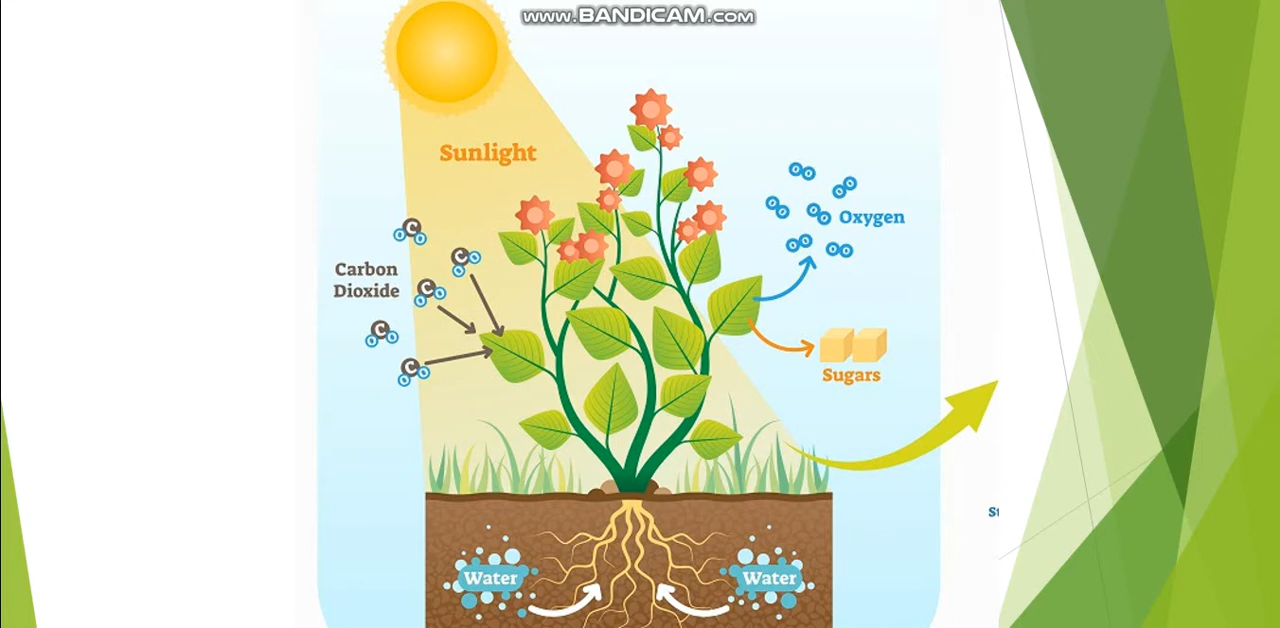 www.BANDICAM.com
Sunlight
Oxygen
Carbon
Dioxide
Sugars
Water
Water